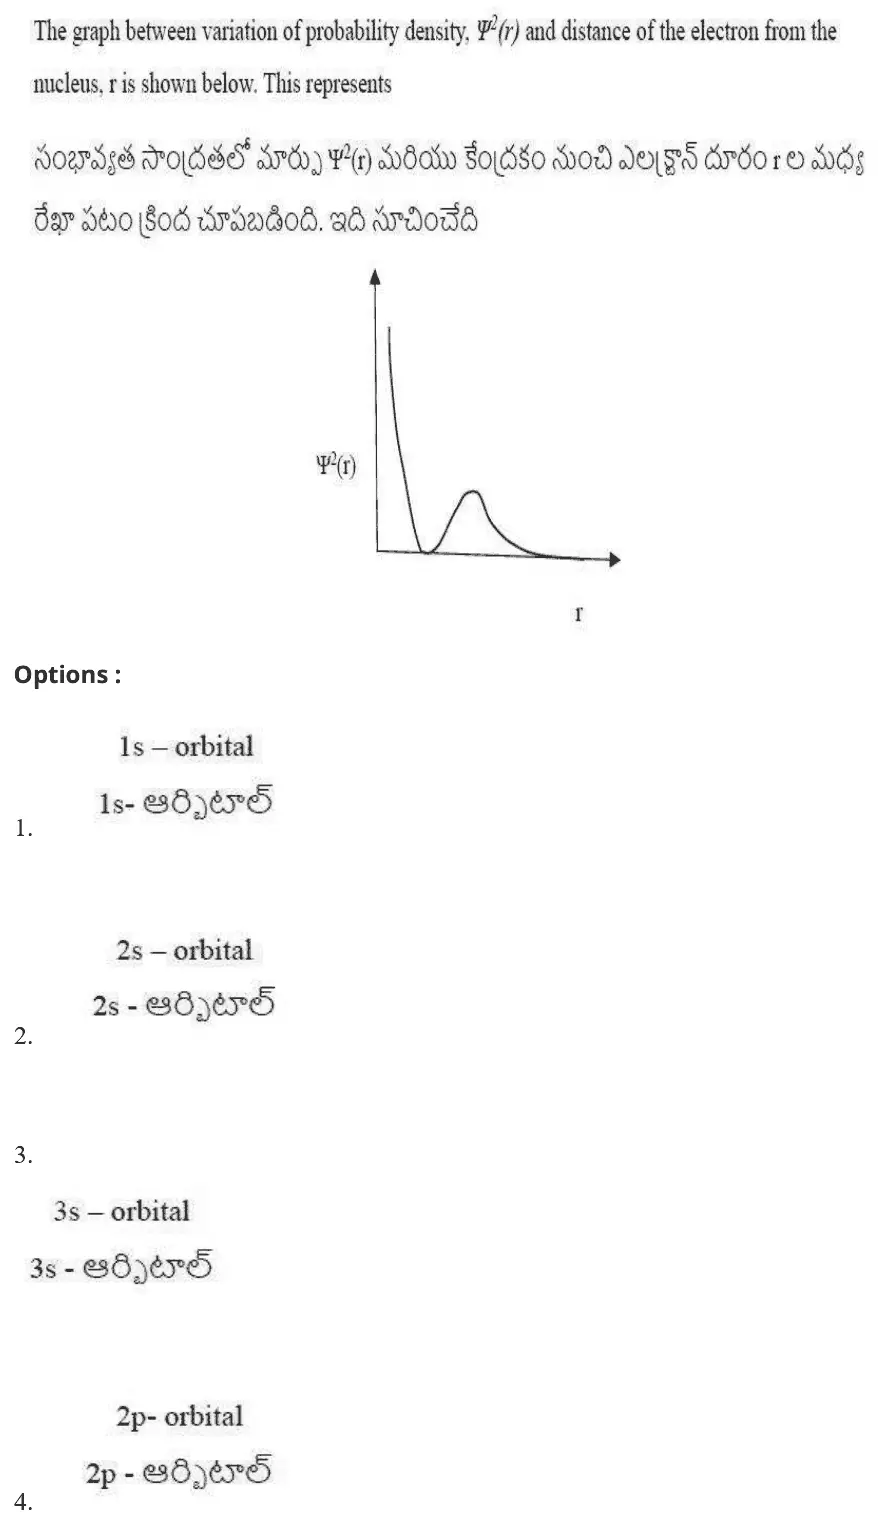 The graph between variation of probability density, Ψ²(r) and distance of the electron from the
nucleus, r is shown below. This represents
సంభావ్యత సాంద్రతలో మార్పు Ψ²(r) మరియు కేంద్రకం నుంచి ఎలక్ట్రాన్ దూరం r ల మధ్య
రేఖా పటం క్రింద చూపబడింది. ఇది సూచించేది
Ψ²(r)
r
Options :
1s – orbital
1s- ఆర్బిటాల్
1.
2s – orbital
2s - ఆర్బిటాల్
2.
3.
3s – orbital
3s - ఆర్బిటాల్
2p- orbital
2p - ఆర్బిటాల్
4.